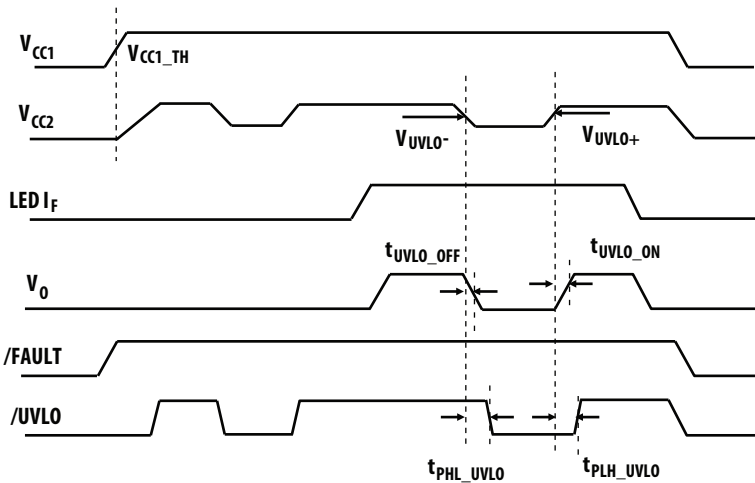 VCC1
VCC1_TH
VCC2
VUVLO-
VUVLO+
LED IF
tUVLO_OFF
tUVLO_ON
VO
/FAULT
/UVLO
tPHL_UVLO
tPLH_UVLO